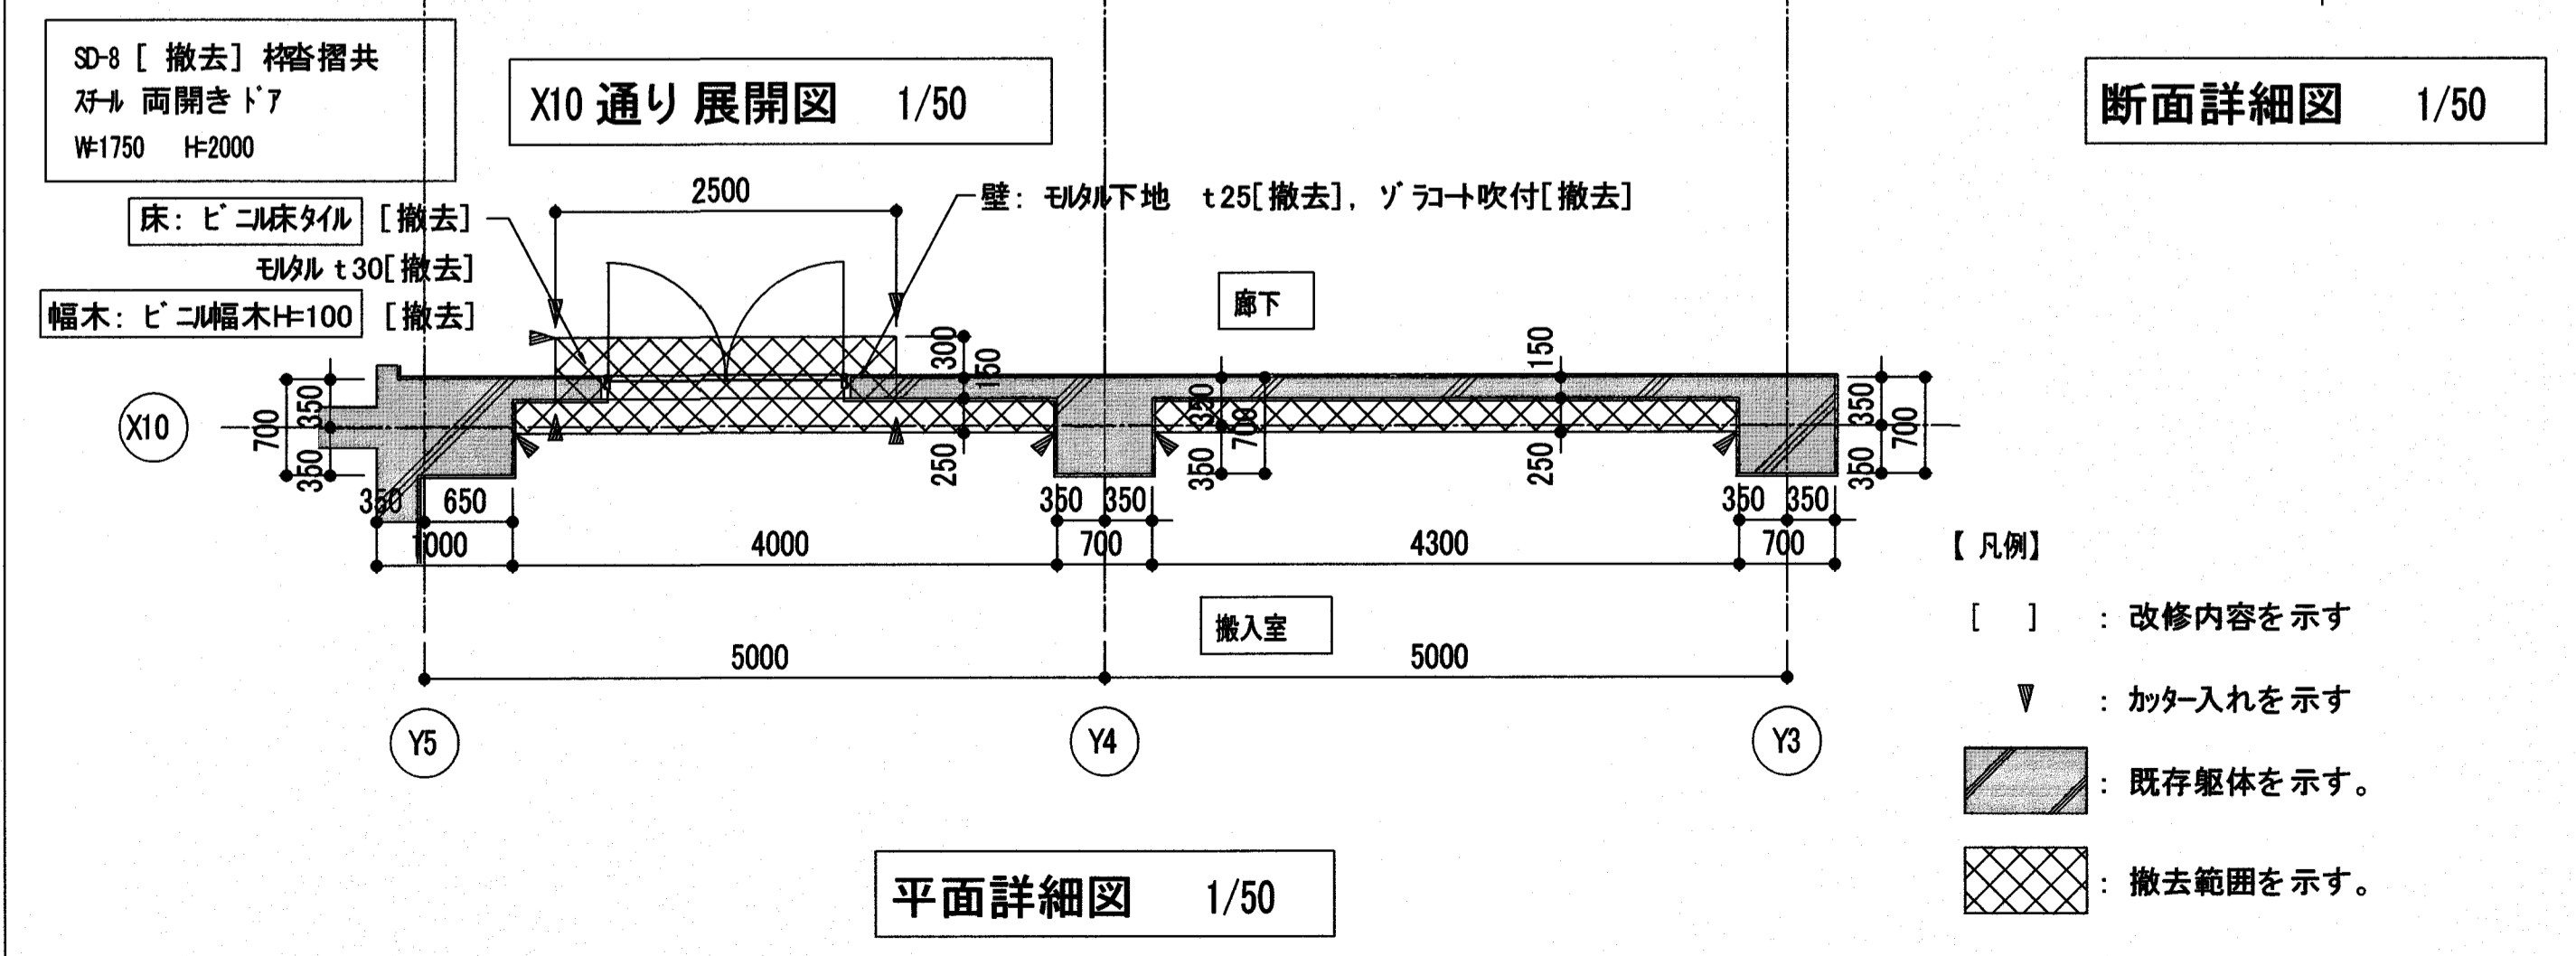 SD-8 [ 撤去] 枠沓摺共
ｽﾁｰﾙ 両開きﾄﾞｱ
W=1750 H=2000
X10 通り 展開図 1/50
断面詳細図 1/50
2500
壁: ﾓﾙﾀﾙ下地 t25[撤去], ｿﾞﾗｺｰﾄ吹付[撤去]
床: ﾋﾞﾆﾙ床ﾀｲﾙ [撤去]
ﾓﾙﾀﾙ t30[撤去]
幅木: ﾋﾞﾆﾙ幅木H=100 [撤去]
廊下
300
150
250
150
250
X10
700
350
350
350
350
700
350
350
700
350
650
1000
4000
350
350
700
4300
350
350
700
搬入室
5000
5000
Y5
Y4
Y3
【 凡例】
[ ] : 改修内容を示す
: ｶｯﾀｰ入れを示す
: 既存躯体を示す。
: 撤去範囲を示す。
平面詳細図 1/50